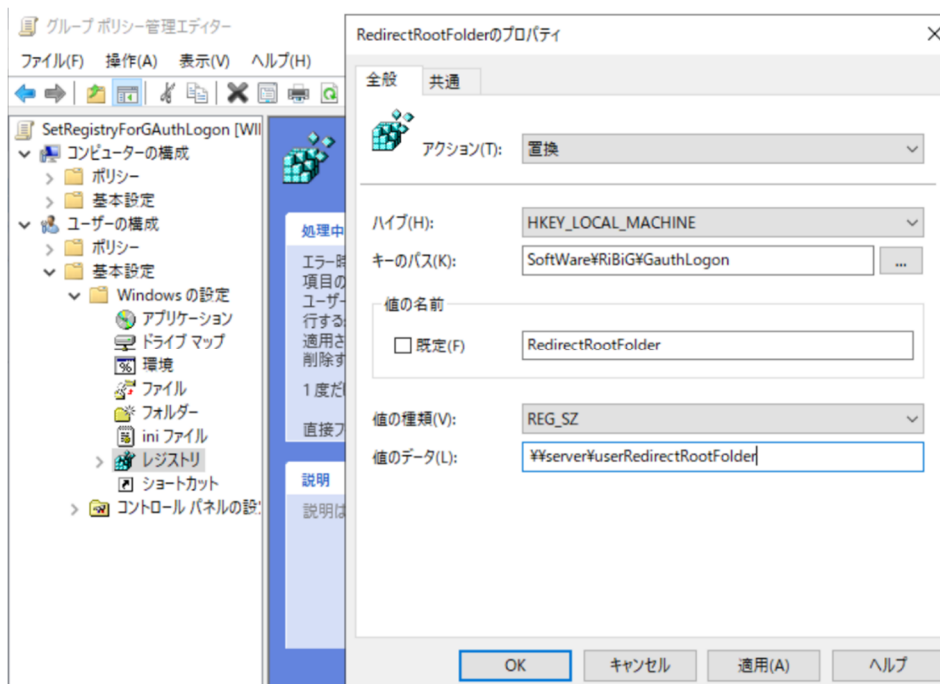 グループ ポリシー管理エディター
ファイル(F) 操作(A) 表示(V) ヘルプ(H)
SetRegistryForGAuthLogon [WII
コンピューターの構成
ポリシー
基本設定
ユーザーの構成
ポリシー
基本設定
Windows の設定
アプリケーション
ドライブ マップ
環境
ファイル
フォルダー
ini ファイル
レジストリ
ショートカット
コントロール パネルの設
処理中
エラー時
項目の
ユーザー
行する
適用さ
削除す
1 度だけ
直接フ
説明
説明は
RedirectRootFolderのプロパティ
全般
共通
アクション(T):
置換
ハイブ(H):
HKEY_LOCAL_MACHINE
キーのパス(K):
SoftWare¥RiBiG¥GauthLogon
...
値の名前
既定(F)
RedirectRootFolder
値の種類(V):
REG_SZ
値のデータ(L):
¥¥server¥userRedirectRootFolder
OK
キャンセル
適用(A)
ヘルプ